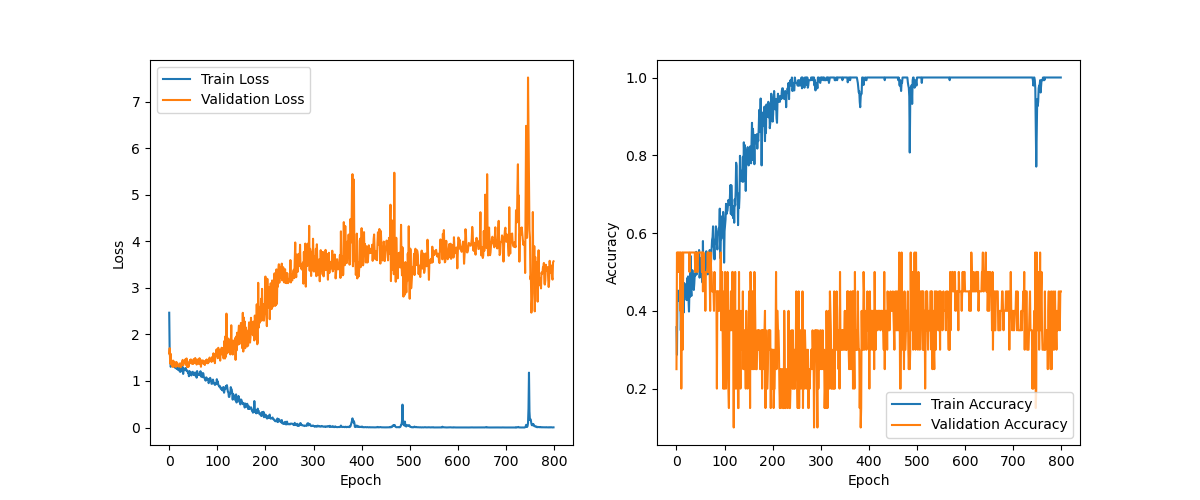 Train Loss
Validation Loss
7
6
5
4
3
2
1
0
Loss
0 100 200 300 400 500 600 700 800
Epoch
1.0
0.8
0.6
0.4
0.2
Accuracy
Train Accuracy
Validation Accuracy
0 100 200 300 400 500 600 700 800
Epoch